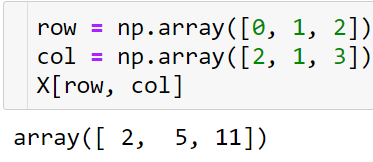 row = np.array([0, 1, 2])
col = np.array([2, 1, 3])
X[row, col]
array([ 2,  5, 11])